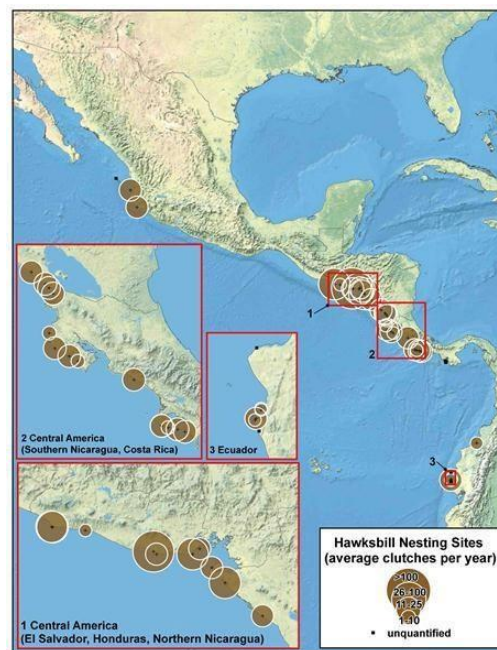 1
2
3
2 Central America
(Southern Nicaragua, Costa Rica)
3 Ecuador
1 Central America
(El Salvador, Honduras, Northern Nicaragua)
Hawksbill Nesting Sites
(average clutches per year)
>100
26-100
11-25
1-10
unquantified